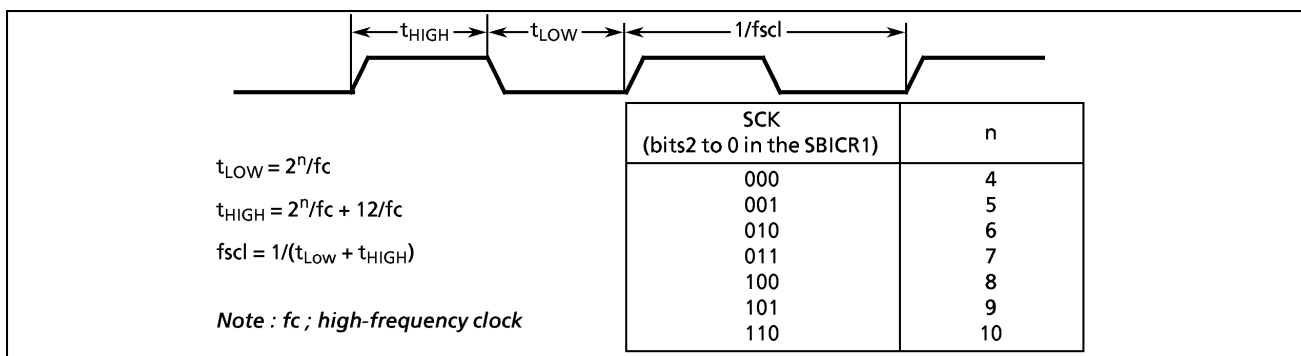 tHIGH tLOW 1/fscl
tLOW = 2ⁿ/fc
tHIGH = 2ⁿ/fc + 12/fc
fscl = 1/(tLow + tHIGH)
Note : fc ; high-frequency clock
SCK
(bits2 to 0 in the SBICR1) n
000 4
001 5
010 6
011 7
100 8
101 9
110 10